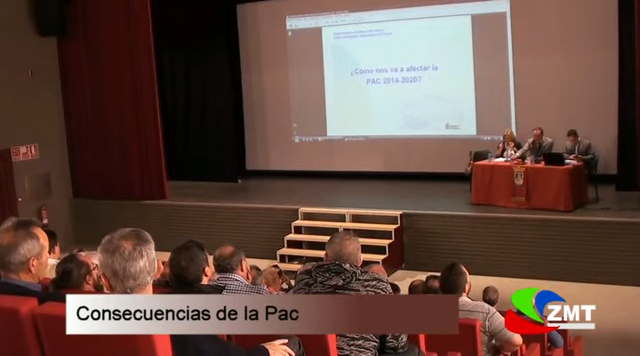 ¿Cómo nos va a afectar la
PAC 2014-2020?
Consecuencias de la Pac
ZMT